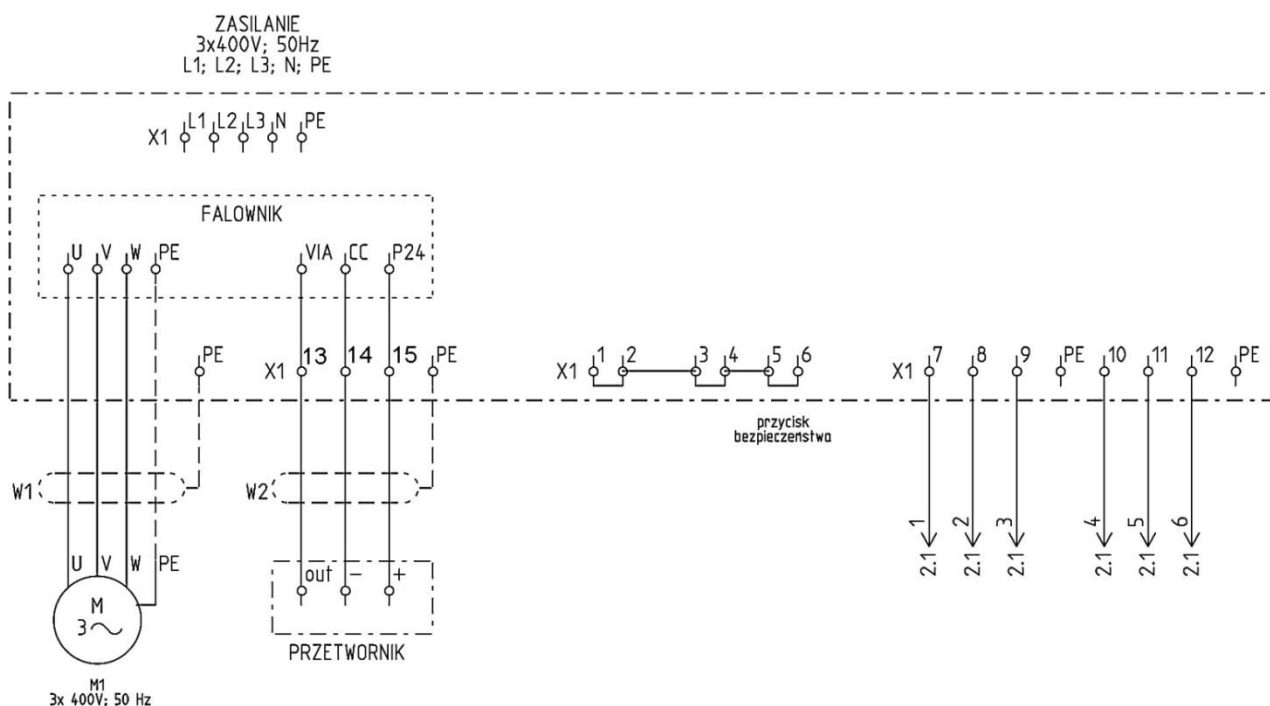 ZASILANIE
3x400V; 50Hz
L1; L2; L3; N; PE
X1 L1 L2 L3 N PE
FALOWNIK
U V W PE VIA CC P24
PE X1 13 14 15 PE X1 1 2 3 4 5 6 X1 7 8 9 PE 10 11 12 PE
przycisk
bezpieczeństwa
W1 W2
1 2 3 4 5 6
2.1 2.1 2.1 2.1 2.1 2.1
U V W PE out - +
M
3~
PRZETWORNIK
M1
3x 400V; 50 Hz